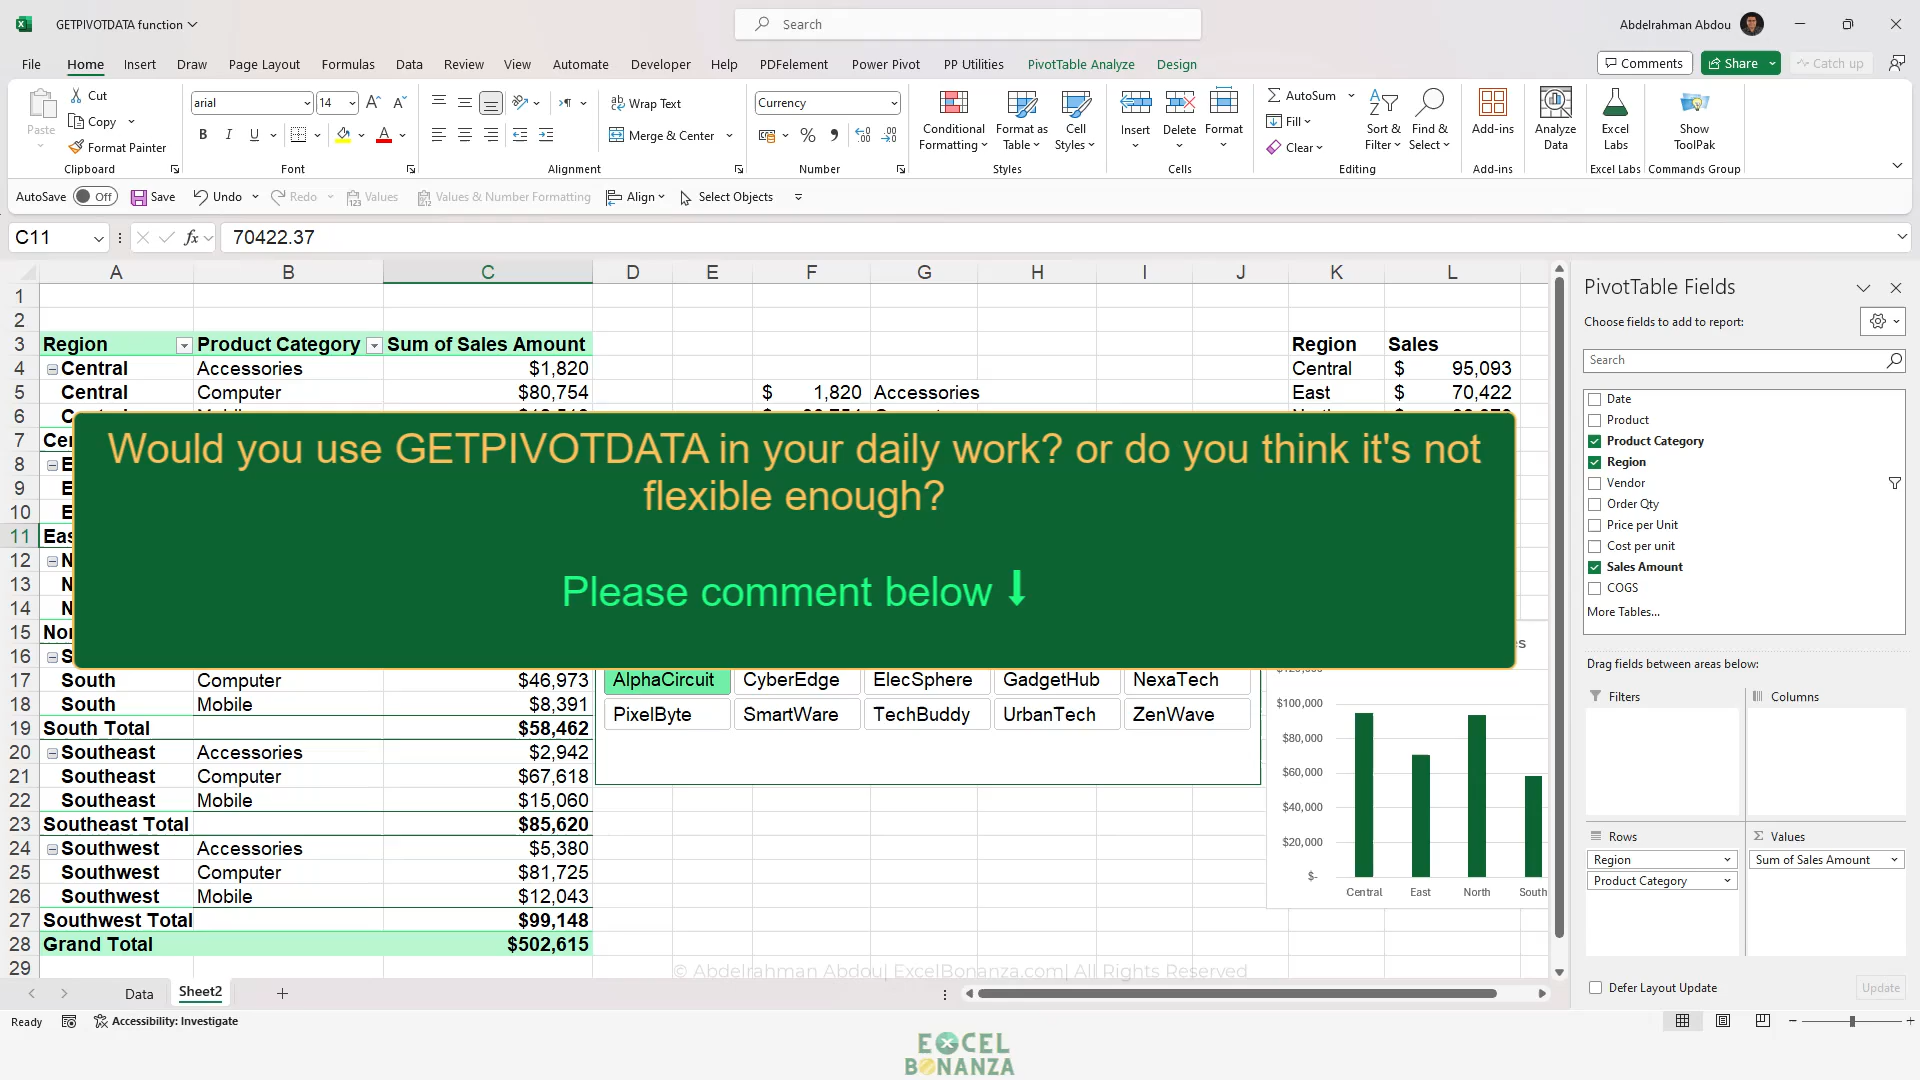 GETPIVOTDATA function
Search
Abdelrahman Abdou
File Home Insert Draw Page Layout Formulas Data Review View Automate Developer Help PDFelement Power Pivot PP Utilities PivotTable Analyze Design
Comments Share Catch up
Paste
Cut
Copy
Format Painter
Clipboard
arial 14
B I U
Font
Wrap Text
Merge & Center
Alignment
Currency
Number
Conditional Formatting
Format as Table
Cell Styles
Styles
Insert Delete Format
Cells
AutoSum
Fill
Clear
Sort & Filter
Find & Select
Editing
Add-ins
Add-ins
Analyze Data
Excel Labs
Excel Labs
Show ToolPak
Commands Group
AutoSave Off Save Undo Redo Values Values & Number Formatting Align Select Objects
C11 fx 70422.37
A B C D E F G H I J K L
1
2
3 Region Product Category Sum of Sales Amount Region Sales
4 Central Accessories $1,820 Central $ 95,093
5 Central Computer $80,754 $ 1,820 Accessories East $ 70,422
6
7
8
9
10
11
12
13
14
15
16
Would you use GETPIVOTDATA in your daily work? or do you think it's not
flexible enough?
Please comment below ⬇
17 South Computer $46,973
18 South Mobile $8,391
19 South Total $58,462
20 Southeast Accessories $2,942
21 Southeast Computer $67,618
22 Southeast Mobile $15,060
23 Southeast Total $85,620
24 Southwest Accessories $5,380
25 Southwest Computer $81,725
26 Southwest Mobile $12,043
27 Southwest Total $99,148
28 Grand Total $502,615
29
AlphaCircuit CyberEdge ElecSphere GadgetHub NexaTech
PixelByte SmartWare TechBuddy UrbanTech ZenWave
$100,000
$80,000
$60,000
$40,000
$20,000
$-
Central East North South
© Abdelrahman Abdou| ExcelBonanza.com| All Rights Reserved
PivotTable Fields
Choose fields to add to report:
Search
Date
Product
Product Category
Region
Vendor
Order Qty
Price per Unit
Cost per unit
Sales Amount
COGS
More Tables...
Drag fields between areas below:
Filters Columns
Rows Values
Region Sum of Sales Amount
Product Category
Defer Layout Update Update
Data Sheet2
Ready Accessibility: Investigate
EXCEL
BONANZA